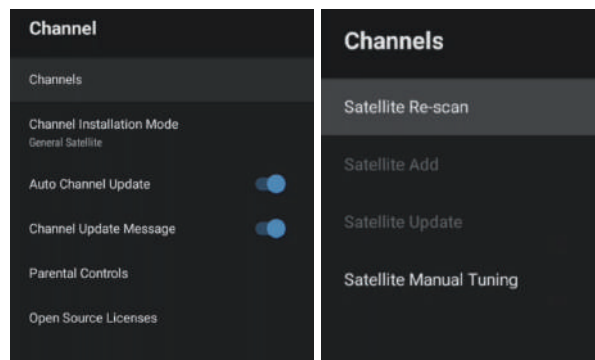 Channel
Channels
Channel Installation Mode
General Satellite
Auto Channel Update
Channel Update Message
Parental Controls
Open Source Licenses
Channels
Satellite Re-scan
Satellite Add
Satellite Update
Satellite Manual Tuning